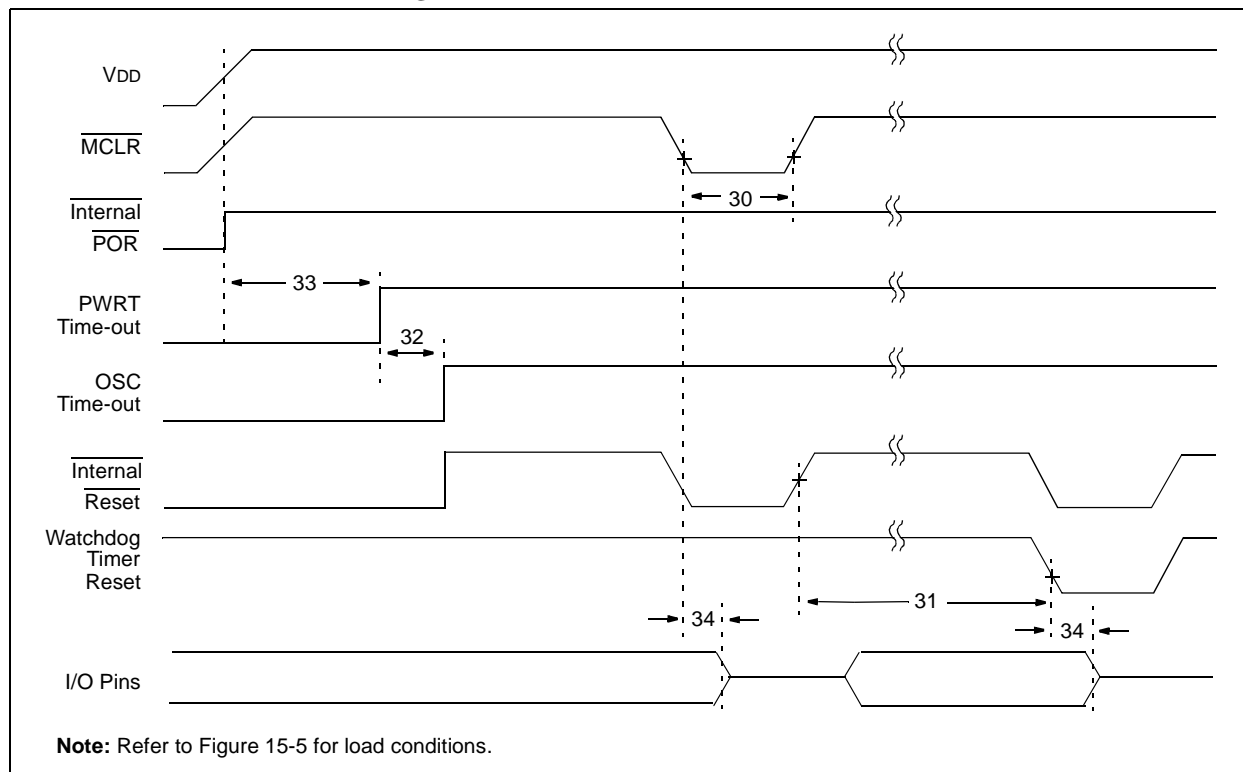 VDD
MCLR
30
Internal
POR
33
PWRT
Time-out
32
OSC
Time-out
Internal
Reset
Watchdog
Timer
Reset
31
34
34
I/O Pins
Note: Refer to Figure 15-5 for load conditions.